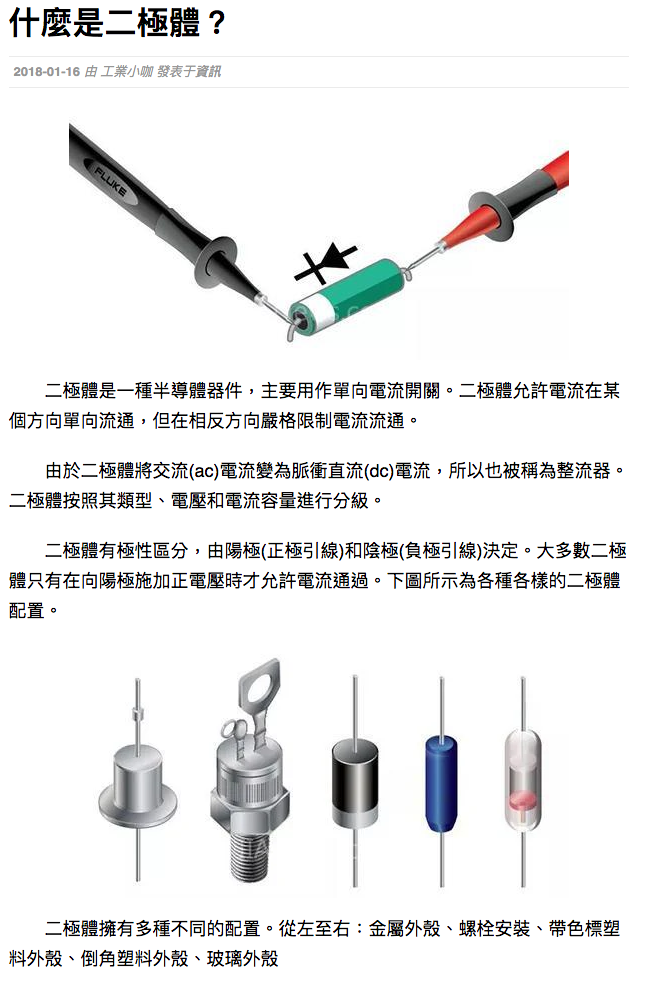 什麼是二極體？
2018-01-16 由 工業小咖 發表于資訊
FLUKE
二極體是一種半導體器件，主要用作單向電流開關。二極體允許電流在某
個方向單向流通，但在相反方向嚴格限制電流流通。
由於二極體將交流(ac)電流變為脈衝直流(dc)電流，所以也被稱為整流器。
二極體按照其類型、電壓和電流容量進行分級。
二極體有極性區分，由陽極(正極引線)和陰極(負極引線)決定。大多數二極
體只有在向陽極施加正電壓時才允許電流通過。下圖所示為各種各樣的二極體
配置。
二極體擁有多種不同的配置。從左至右：金屬外殼、螺栓安裝、帶色標塑
料外殼、倒角塑料外殼、玻璃外殼